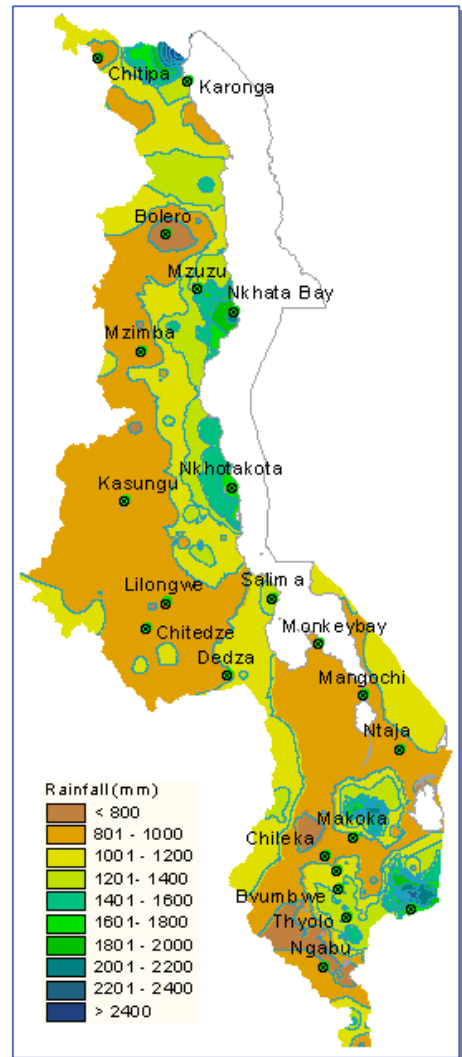 Chitipa
Karonga
Bolero
Mzuzu
Nkhata Bay
Mzimba
Nkhotakota
Kasungu
Salima
Lilongwe
Monkeybay
Chitedze
Dedza
Mangochi
Ntaja
Rainfall (mm)
< 800
801 - 1000
1001 - 1200
1201 - 1400
1401 - 1600
1601 - 1800
1801 - 2000
2001 - 2200
2201 - 2400
> 2400
Makoka
Chileka
Bvumbwe
Thyolo
Ngabu